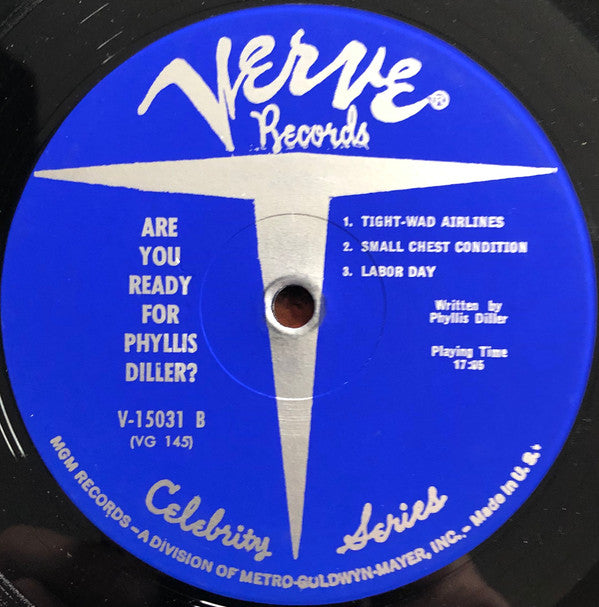 VERVE®
Records
ARE
YOU
READY
FOR
PHYLLIS
DILLER?
V-15031 B
(VG 145)
1. TIGHT-WAD AIRLINES
2. SMALL CHEST CONDITION
3. LABOR DAY
Written by
Phyllis Diller
Playing Time
17:05
Celebrity Series
MGM RECORDS – A DIVISION OF METRO-GOLDWYN-MAYER, INC. – Made in U. S. A.